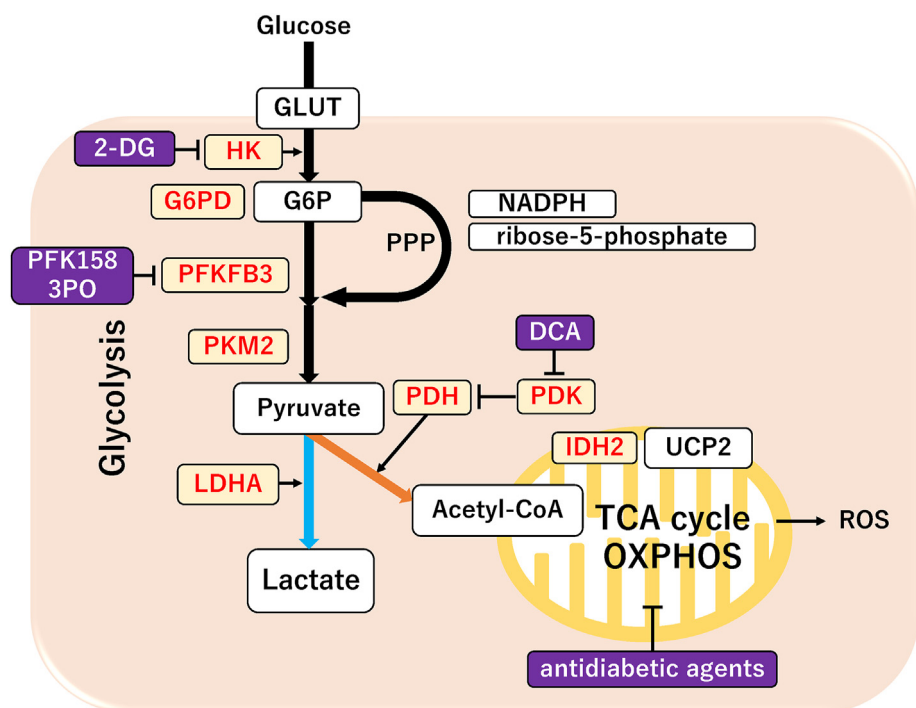 Glucose
GLUT
2-DG
HK
G6PD
G6P
NADPH
ribose-5-phosphate
PPP
PFK158
3PO
PFKFB3
Glycolysis
PKM2
DCA
PDH
PDK
Pyruvate
IDH2
UCP2
LDHA
Acetyl-CoA
TCA cycle
OXPHOS
ROS
Lactate
antidiabetic agents